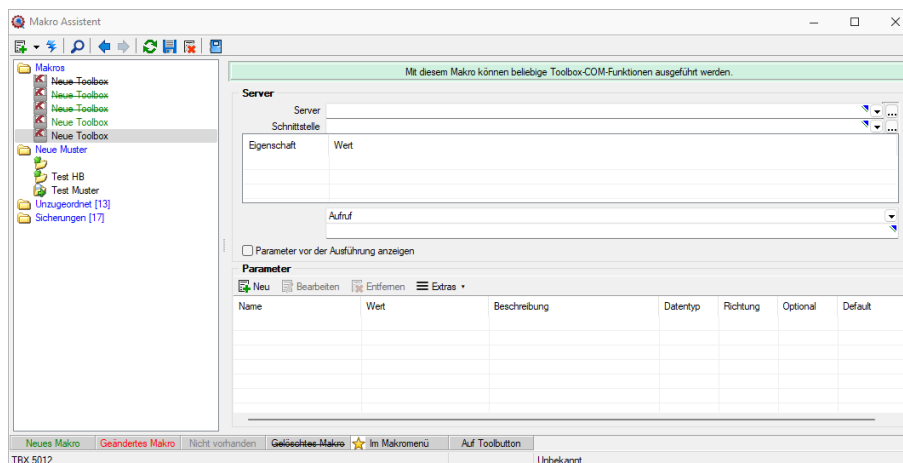 Makro Assistent
Makros
Neue Toolbox
Neue Toolbox
Neue Toolbox
Neue Toolbox
Neue Toolbox
Neue Muster
Test HB
Test Muster
Unzugeordnet [13]
Sicherungen [17]
Mit diesem Makro können beliebige Toolbox-COM-Funktionen ausgeführt werden.
Server
Server
Schnittstelle
Eigenschaft Wert
Aufruf
Parameter vor der Ausführung anzeigen
Parameter
Neu Bearbeiten Entfernen Extras
Name Wert Beschreibung Datentyp Richtung Optional Default
Neues Makro Geändertes Makro Nicht vorhanden Gelöschtes Makro Im Makromenü Auf Toolbutton
TBX 5012 Unbekannt